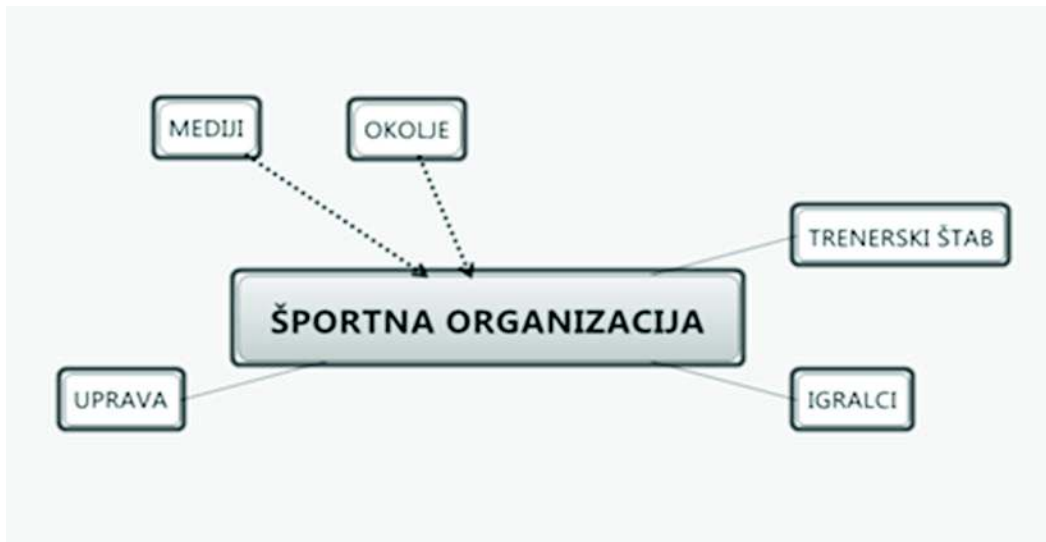 MEDIJI
OKOLJE
TRENERSKI ŠTAB
ŠPORTNA ORGANIZACIJA
UPRAVA
IGRALCI